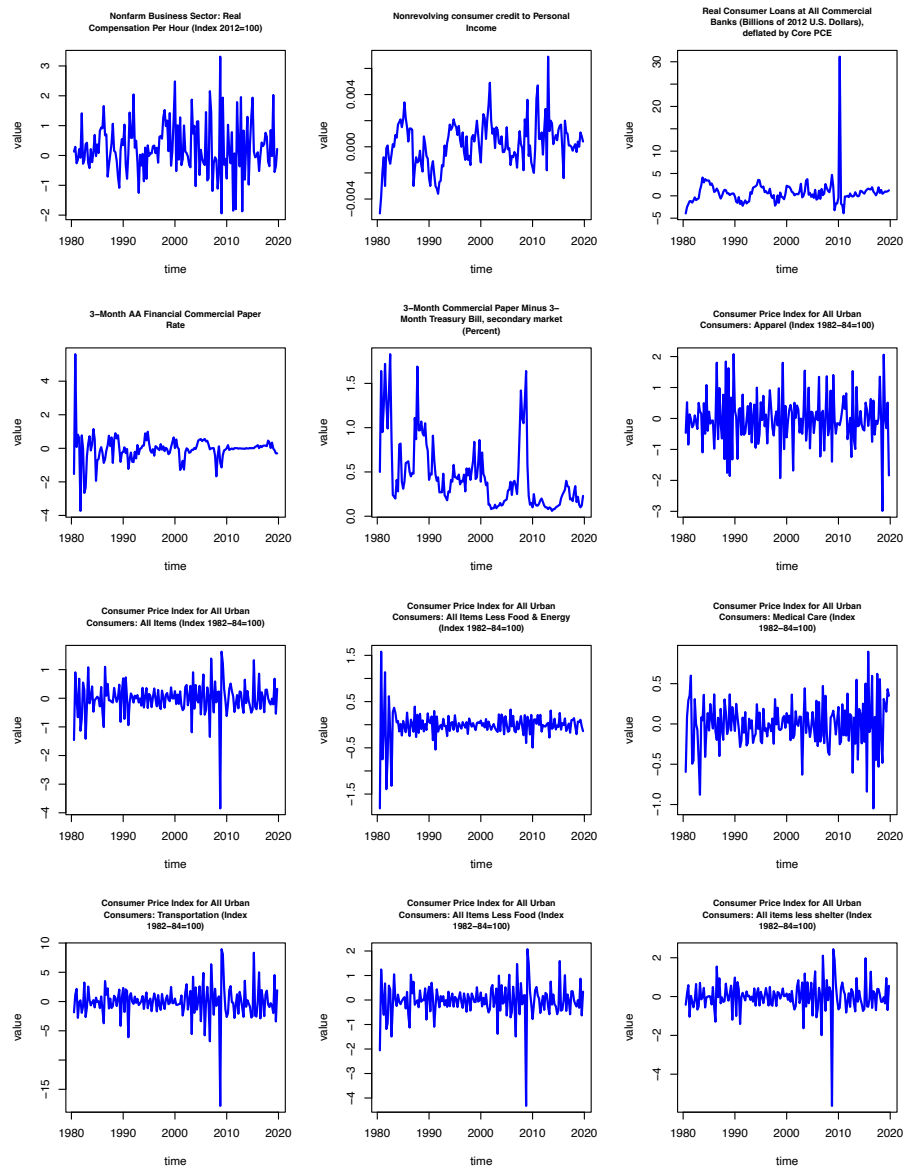 Nonfarm Business Sector: Real
Compensation Per Hour (Index 2012=100)
value
3
2
1
0
−1
−2
1980 1990 2000 2010 2020
time
Nonrevolving consumer credit to Personal
Income
value
0.004
0.000
−0.004
1980 1990 2000 2010 2020
time
Real Consumer Loans at All Commercial
Banks (Billions of 2012 U.S. Dollars),
deflated by Core PCE
value
30
20
10
5
0
−5
1980 1990 2000 2010 2020
time
3−Month AA Financial Commercial Paper
Rate
value
4
2
0
−2
−4
1980 1990 2000 2010 2020
time
3−Month Commercial Paper Minus 3−
Month Treasury Bill, secondary market
(Percent)
value
1.5
1.0
0.5
0.0
1980 1990 2000 2010 2020
time
Consumer Price Index for All Urban
Consumers: Apparel (Index 1982−84=100)
value
2
1
0
−1
−2
−3
1980 1990 2000 2010 2020
time
Consumer Price Index for All Urban
Consumers: All Items (Index 1982−84=100)
value
1
0
−1
−2
−3
−4
1980 1990 2000 2010 2020
time
Consumer Price Index for All Urban
Consumers: All Items Less Food & Energy
(Index 1982−84=100)
value
1.5
0.5
−0.5
−1.5
1980 1990 2000 2010 2020
time
Consumer Price Index for All Urban
Consumers: Medical Care (Index
1982−84=100)
value
0.5
0.0
−0.5
−1.0
1980 1990 2000 2010 2020
time
Consumer Price Index for All Urban
Consumers: Transportation (Index
1982−84=100)
value
10
5
0
−5
−15
1980 1990 2000 2010 2020
time
Consumer Price Index for All Urban
Consumers: All Items Less Food (Index
1982−84=100)
value
2
1
0
−1
−2
−3
−4
1980 1990 2000 2010 2020
time
Consumer Price Index for All Urban
Consumers: All items less shelter (Index
1982−84=100)
value
2
0
−2
−4
1980 1990 2000 2010 2020
time